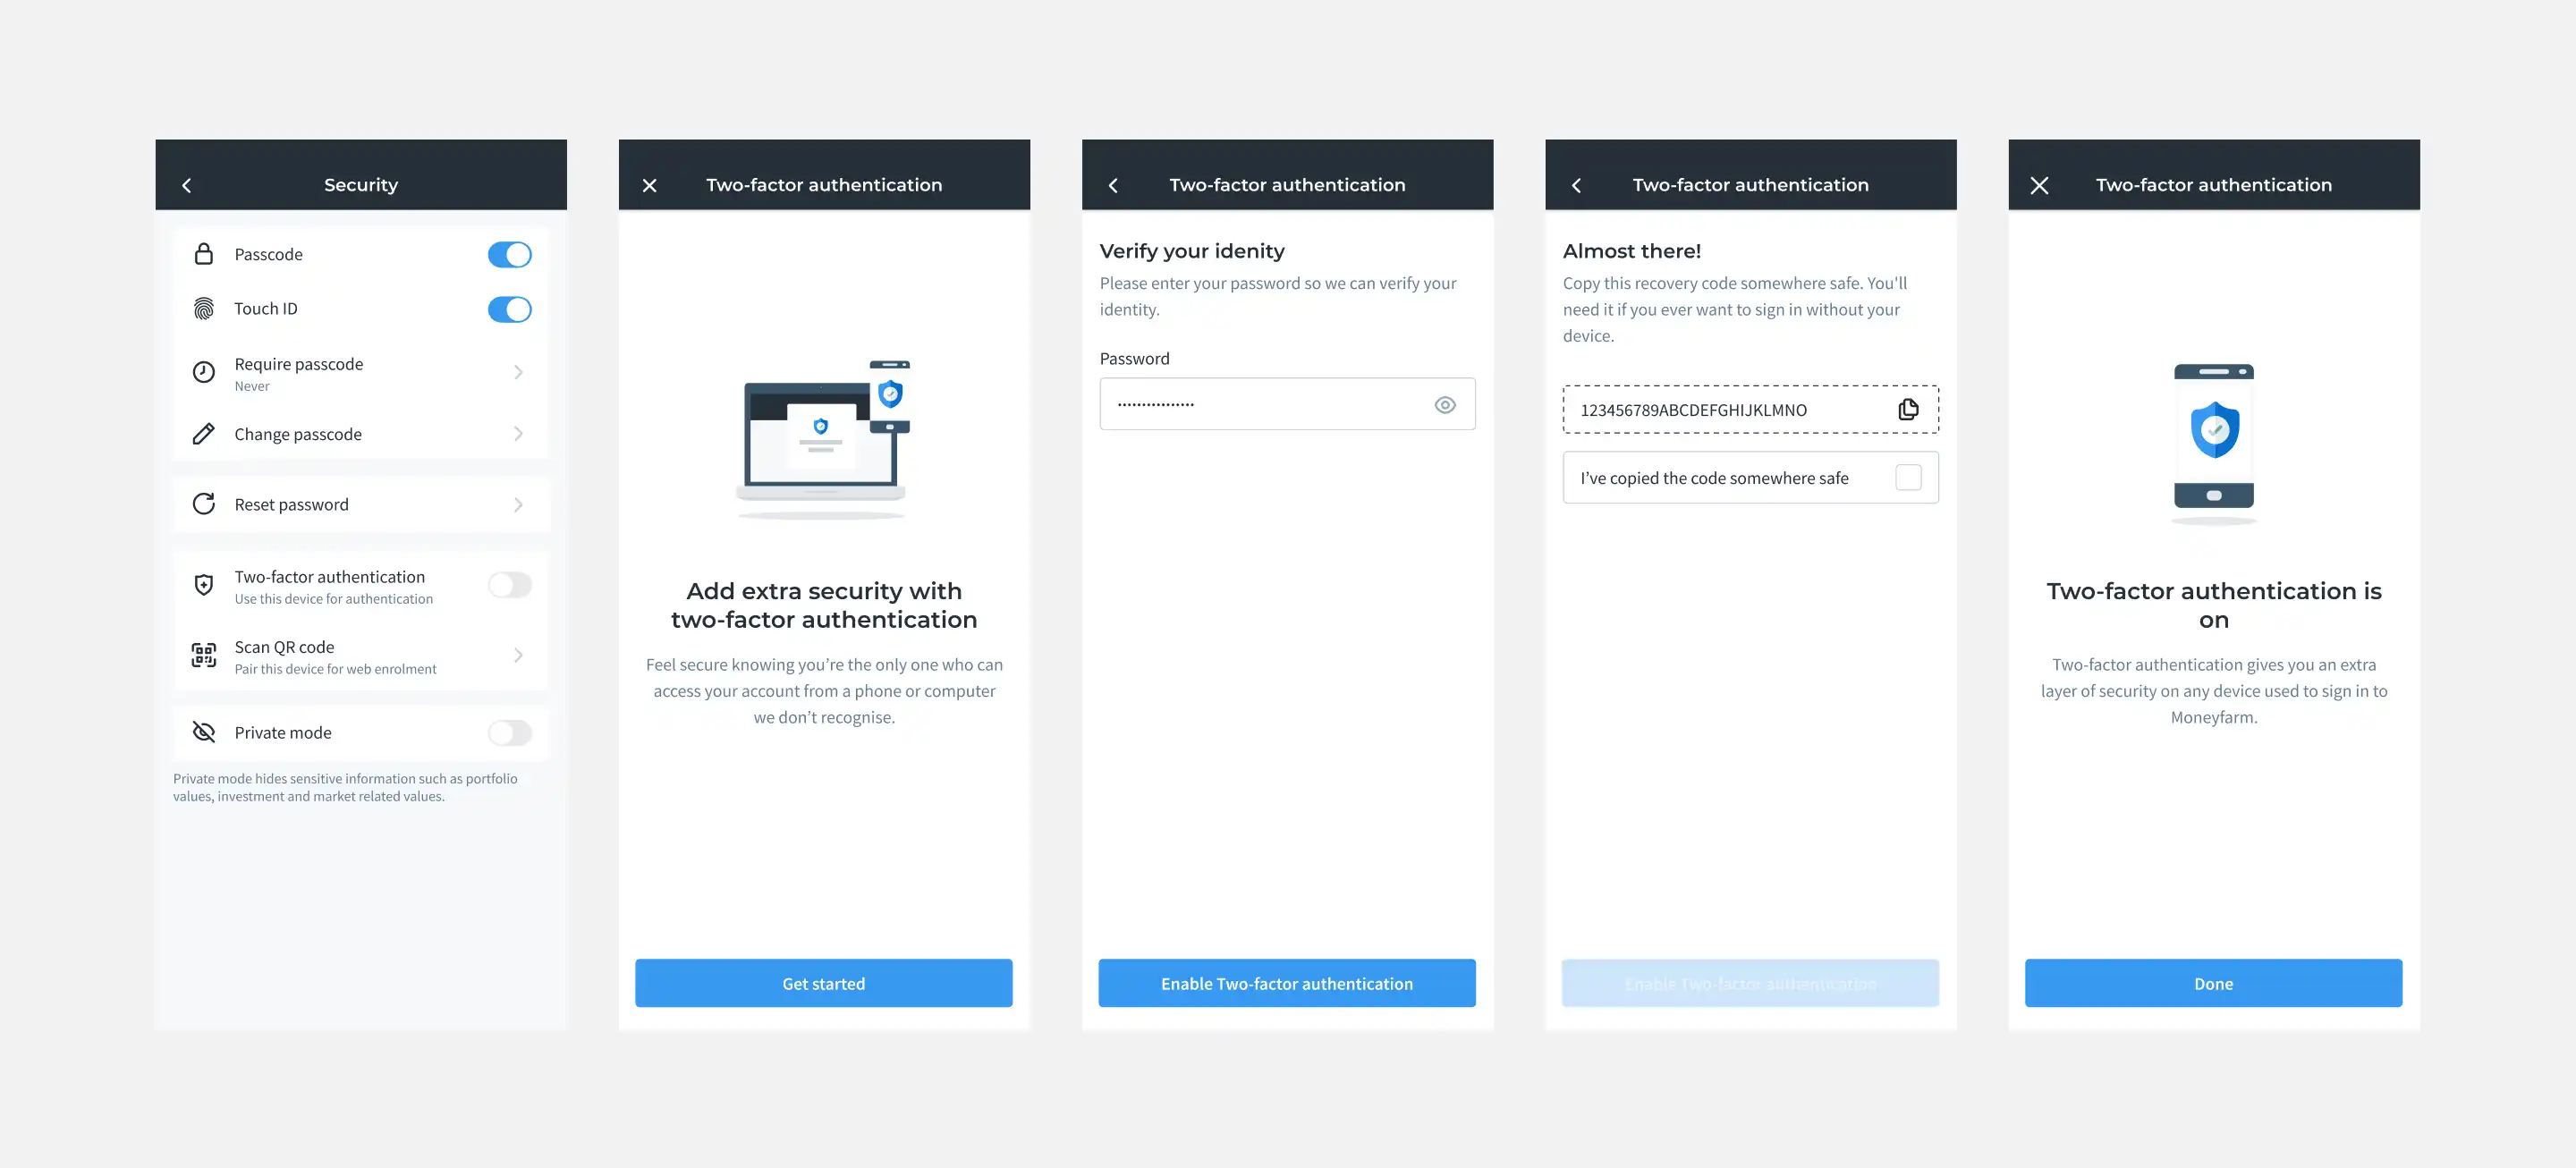 Security
Passcode
Touch ID
Require passcode
Never
Change passcode
Reset password
Two-factor authentication
Use this device for authentication
Scan QR code
Pair this device for web enrolment
Private mode
Private mode hides sensitive information such as portfolio
values, investment and market related values.
Two-factor authentication
Add extra security with
two-factor authentication
Feel secure knowing you’re the only one who can
access your account from a phone or computer
we don’t recognise.
Get started
Two-factor authentication
Verify your idenity
Please enter your password so we can verify your
identity.
Password
Enable Two-factor authentication
Two-factor authentication
Almost there!
Copy this recovery code somewhere safe. You'll
need it if you ever want to sign in without your
device.
123456789ABCDEFGHIJKLMNO
I’ve copied the code somewhere safe
Enable Two-factor authentication
Two-factor authentication
Two-factor authentication is
on
Two-factor authentication gives you an extra
layer of security on any device used to sign in to
Moneyfarm.
Done